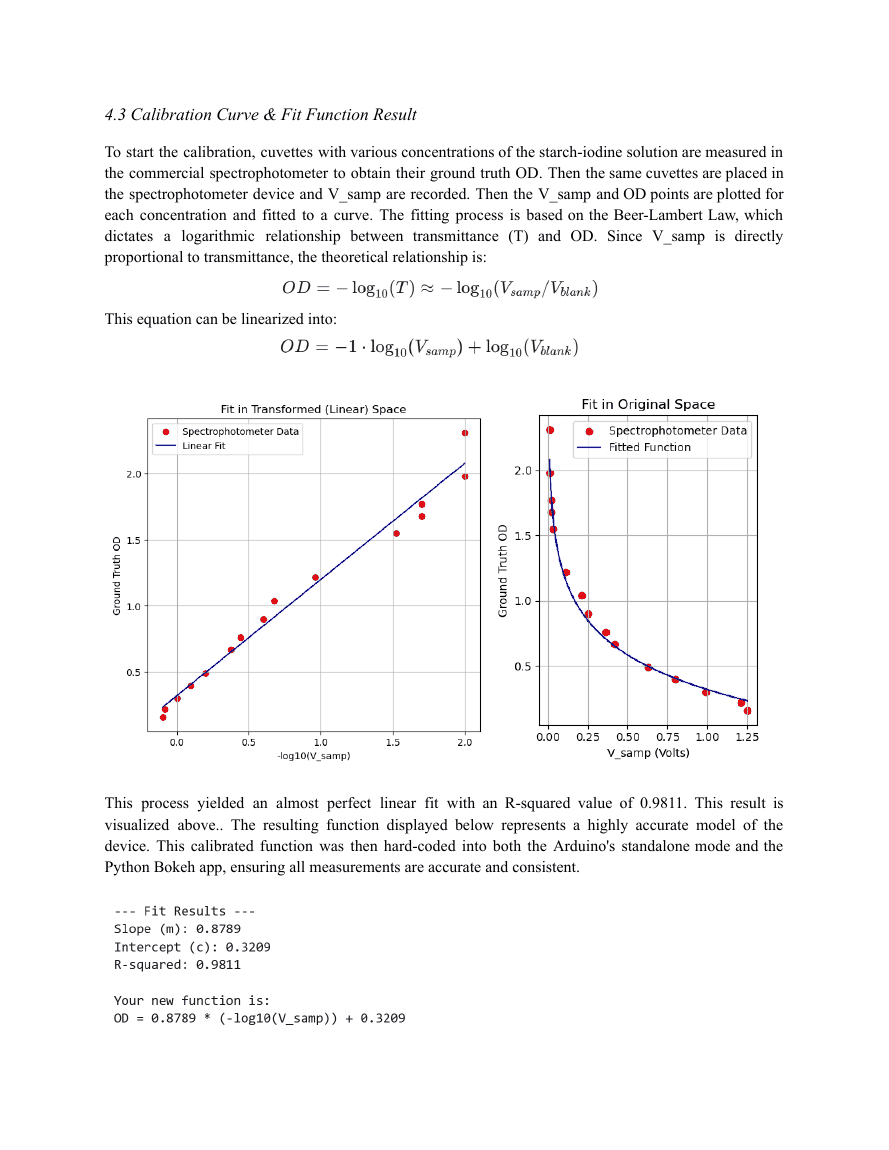 4.3 Calibration Curve & Fit Function Result
To start the calibration, cuvettes with various concentrations of the starch-iodine solution are measured in
the commercial spectrophotometer to obtain their ground truth OD. Then the same cuvettes are placed in
the spectrophotometer device and V_samp are recorded. Then the V_samp and OD points are plotted for
each concentration and fitted to a curve. The fitting process is based on the Beer-Lambert Law, which
dictates a logarithmic relationship between transmittance (T) and OD. Since V_samp is directly
proportional to transmittance, the theoretical relationship is:
OD = − log₁₀(T) ≈ − log₁₀(V_samp/V_blank)
This equation can be linearized into:
OD = −1 · log₁₀(V_samp) + log₁₀(V_blank)
Fit in Transformed (Linear) Space
Spectrophotometer Data
Linear Fit
Ground Truth OD
2.0
1.5
1.0
0.5
0.0 0.5 1.0 1.5 2.0
-log10(V_samp)
Fit in Original Space
Spectrophotometer Data
Fitted Function
Ground Truth OD
2.0
1.5
1.0
0.5
0.00 0.25 0.50 0.75 1.00 1.25
V_samp (Volts)
This process yielded an almost perfect linear fit with an R-squared value of 0.9811. This result is
visualized above.. The resulting function displayed below represents a highly accurate model of the
device. This calibrated function was then hard-coded into both the Arduino's standalone mode and the
Python Bokeh app, ensuring all measurements are accurate and consistent.
--- Fit Results ---
Slope (m): 0.8789
Intercept (c): 0.3209
R-squared: 0.9811
Your new function is:
OD = 0.8789 * (-log10(V_samp)) + 0.3209